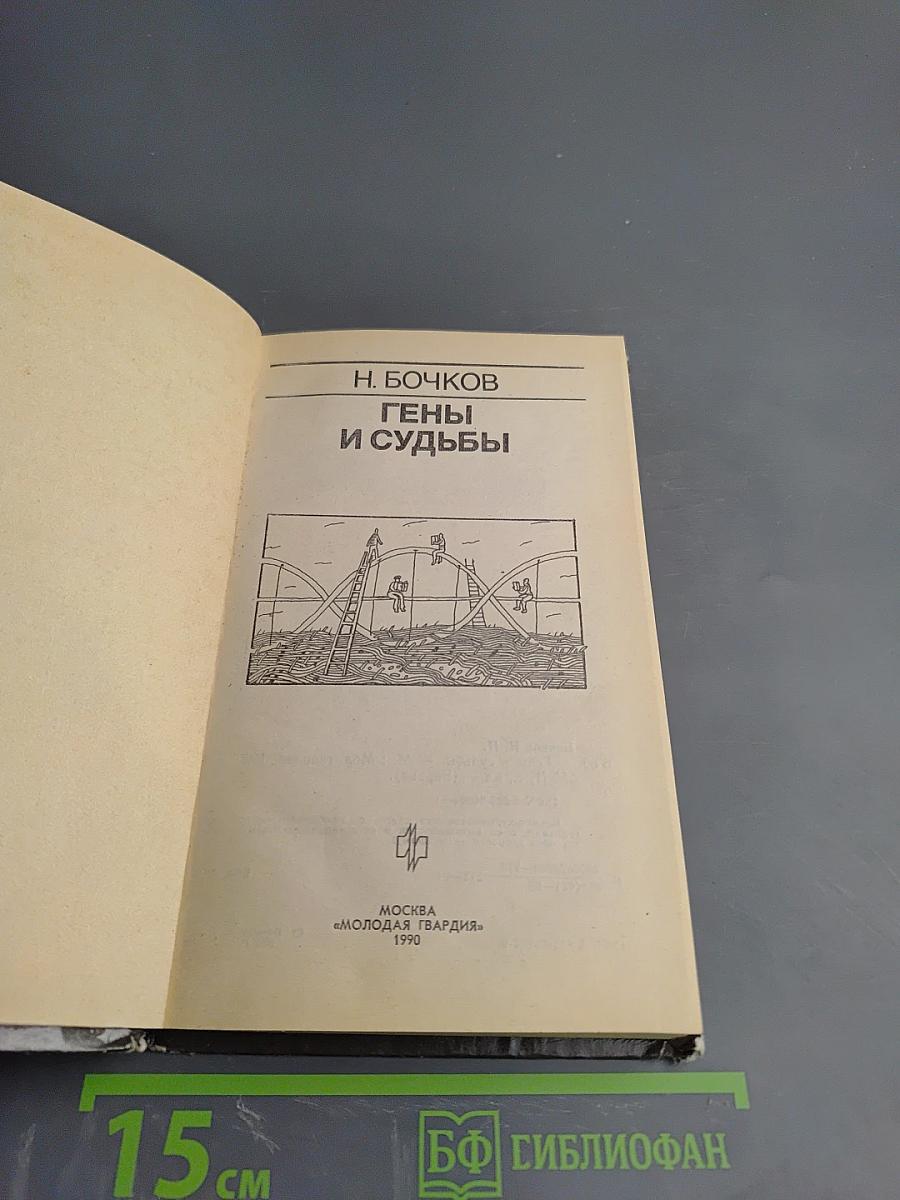 Н. БОЧКОВ
ГЕНЫ
И СУДЬБЫ
МОСКВА
«МОЛОДАЯ ГВАРДИЯ»
1990
15 см
БФ БИБЛИОФАН